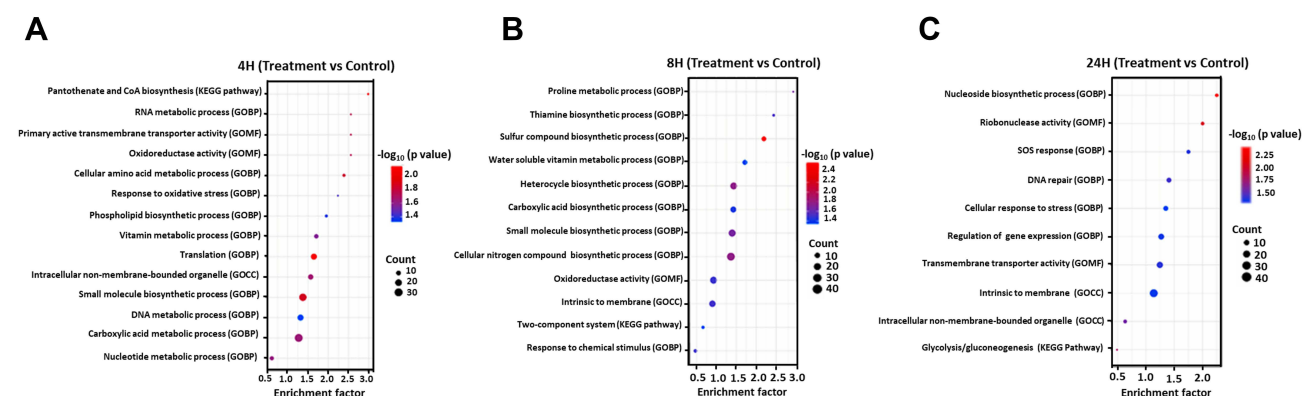 A
4H (Treatment vs Control)
Pantothenate and CoA biosynthesis (KEGG pathway)
RNA metabolic process (GOBP)
Primary active transmembrane transporter activity (GOMF)
Oxidoreductase activity (GOMF)
Cellular amino acid metabolic process (GOBP)
Response to oxidative stress (GOBP)
Phospholipid biosynthetic process (GOBP)
Vitamin metabolic process (GOBP)
Translation (GOBP)
Intracellular non-membrane-bounded organelle (GOCC)
Small molecule biosynthetic process (GOBP)
DNA metabolic process (GOBP)
Carboxylic acid metabolic process (GOBP)
Nucleotide metabolic process (GOBP)
0.5 1.0 1.5 2.0 2.5 3.0
Enrichment factor
-log10 (p value)
2.0
1.8
1.6
1.4
Count
10
20
30
B
8H (Treatment vs Control)
Proline metabolic process (GOBP)
Thiamine biosynthetic process (GOBP)
Sulfur compound biosynthetic process (GOBP)
Water soluble vitamin metabolic process (GOBP)
Heterocycle biosynthetic process (GOBP)
Carboxylic acid biosynthetic process (GOBP)
Small molecule biosynthetic process (GOBP)
Cellular nitrogen compound biosynthetic process (GOBP)
Oxidoreductase activity (GOMF)
Intrinsic to membrane (GOCC)
Two-component system (KEGG pathway)
Response to chemical stimulus (GOBP)
0.5 1.0 1.5 2.0 2.5 3.0
Enrichment factor
-log10 (p value)
2.4
2.2
2.0
1.8
1.6
1.4
Count
10
20
30
40
C
24H (Treatment vs Control)
Nucleoside biosynthetic process (GOBP)
Riobonuclease activity (GOMF)
SOS response (GOBP)
DNA repair (GOBP)
Cellular response to stress (GOBP)
Regulation of gene expression (GOBP)
Transmembrane transporter activity (GOMF)
Intrinsic to membrane (GOCC)
Intracellular non-membrane-bounded organelle (GOCC)
Glycolysis/gluconeogenesis (KEGG Pathway)
0.5 1.0 1.5 2.0
Enrichment factor
-log10 (p value)
2.25
2.00
1.75
1.50
Count
10
20
30
40